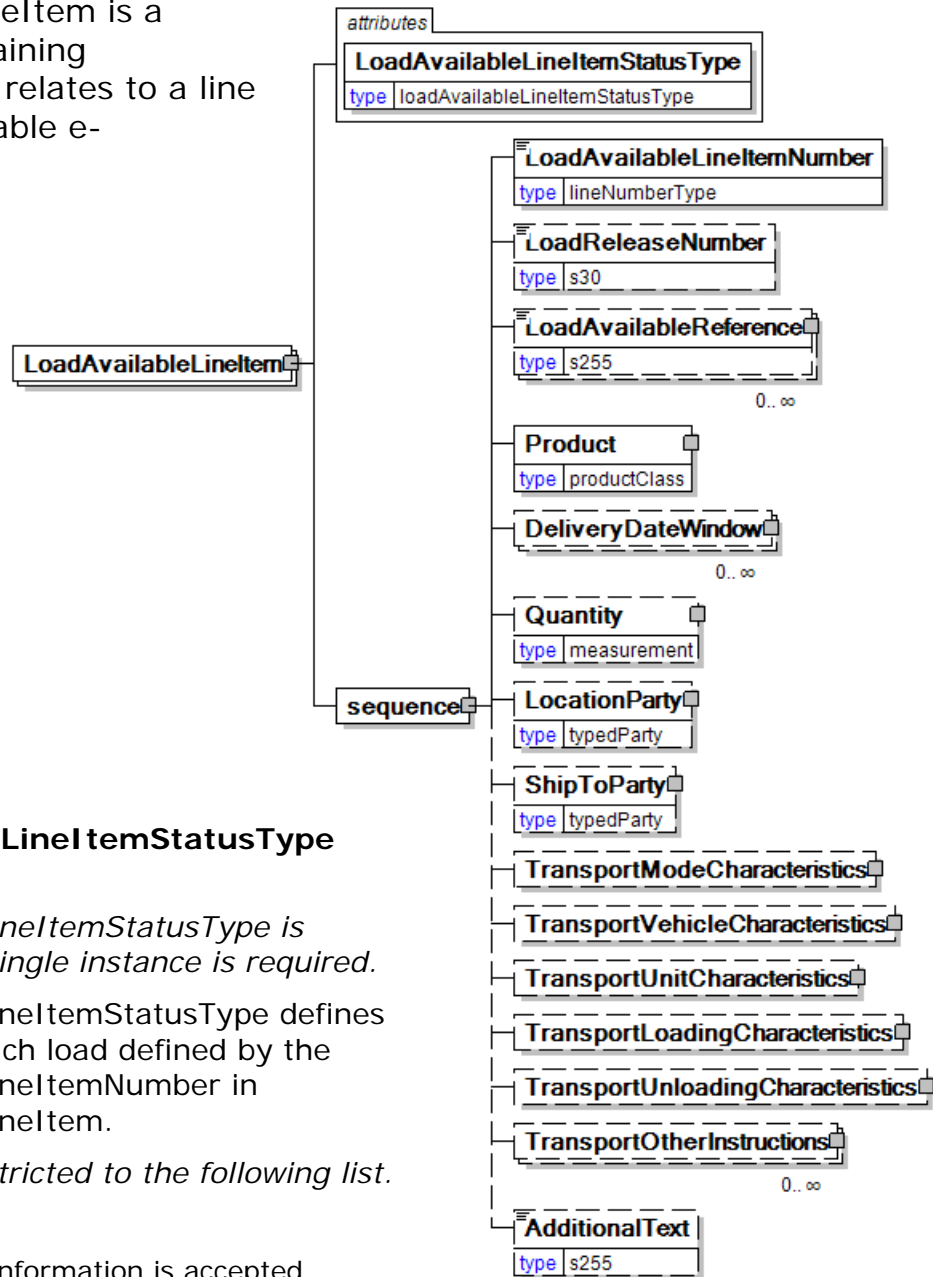 eItem is a
aining
relates to a line
able e-
attributes
LoadAvailableLineItemStatusType
type loadAvailableLineItemStatusType
LoadAvailableLineItem
sequence
LoadAvailableLineItemNumber
type lineNumberType
LoadReleaseNumber
type s30
LoadAvailableReference
type s255
0.. ∞
Product
type productClass
DeliveryDateWindow
0.. ∞
Quantity
type measurement
LocationParty
type typedParty
ShipToParty
type typedParty
TransportModeCharacteristics
TransportVehicleCharacteristics
TransportUnitCharacteristics
TransportLoadingCharacteristics
TransportUnloadingCharacteristics
TransportOtherInstructions
0.. ∞
AdditionalText
type s255
LineItemStatusType
neItemStatusType is
ingle instance is required.
neItemStatusType defines
ch load defined by the
neItemNumber in
neItem.
tricted to the following list.
nformation is accepted